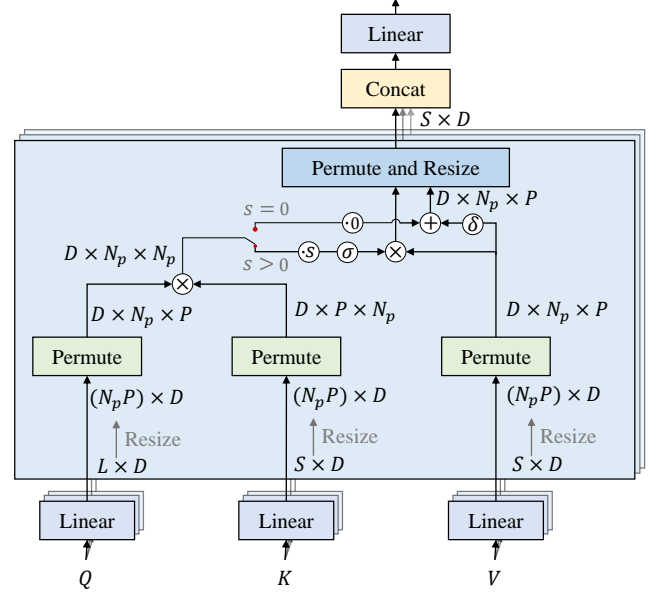 Linear
Concat
S × D
Permute and Resize
D × N_p × P
s = 0
·0
+
δ
s > 0
·s
σ
×
D × N_p × N_p
×
D × N_p × P
D × P × N_p
D × N_p × P
Permute
Permute
Permute
(N_pP) × D
(N_pP) × D
(N_pP) × D
Resize
Resize
Resize
L × D
S × D
S × D
Linear
Linear
Linear
Q
K
V